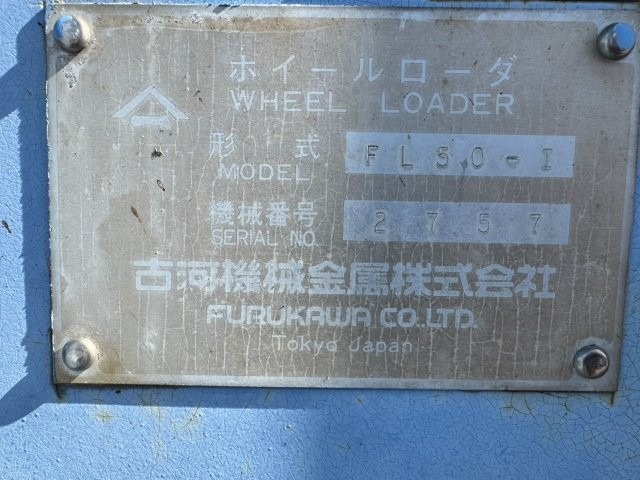 ホイールローダ
WHEEL LOADER
形式 FL50-I
MODEL
機械番号 2757
SERIAL NO.
古河機械金属株式会社
FURUKAWA CO.,LTD.
Tokyo Japan